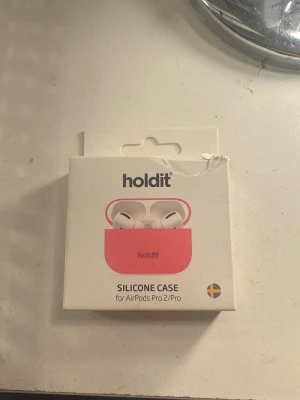 holdit
holdit
SILICONE CASE
for AirPods Pro 2/Pro